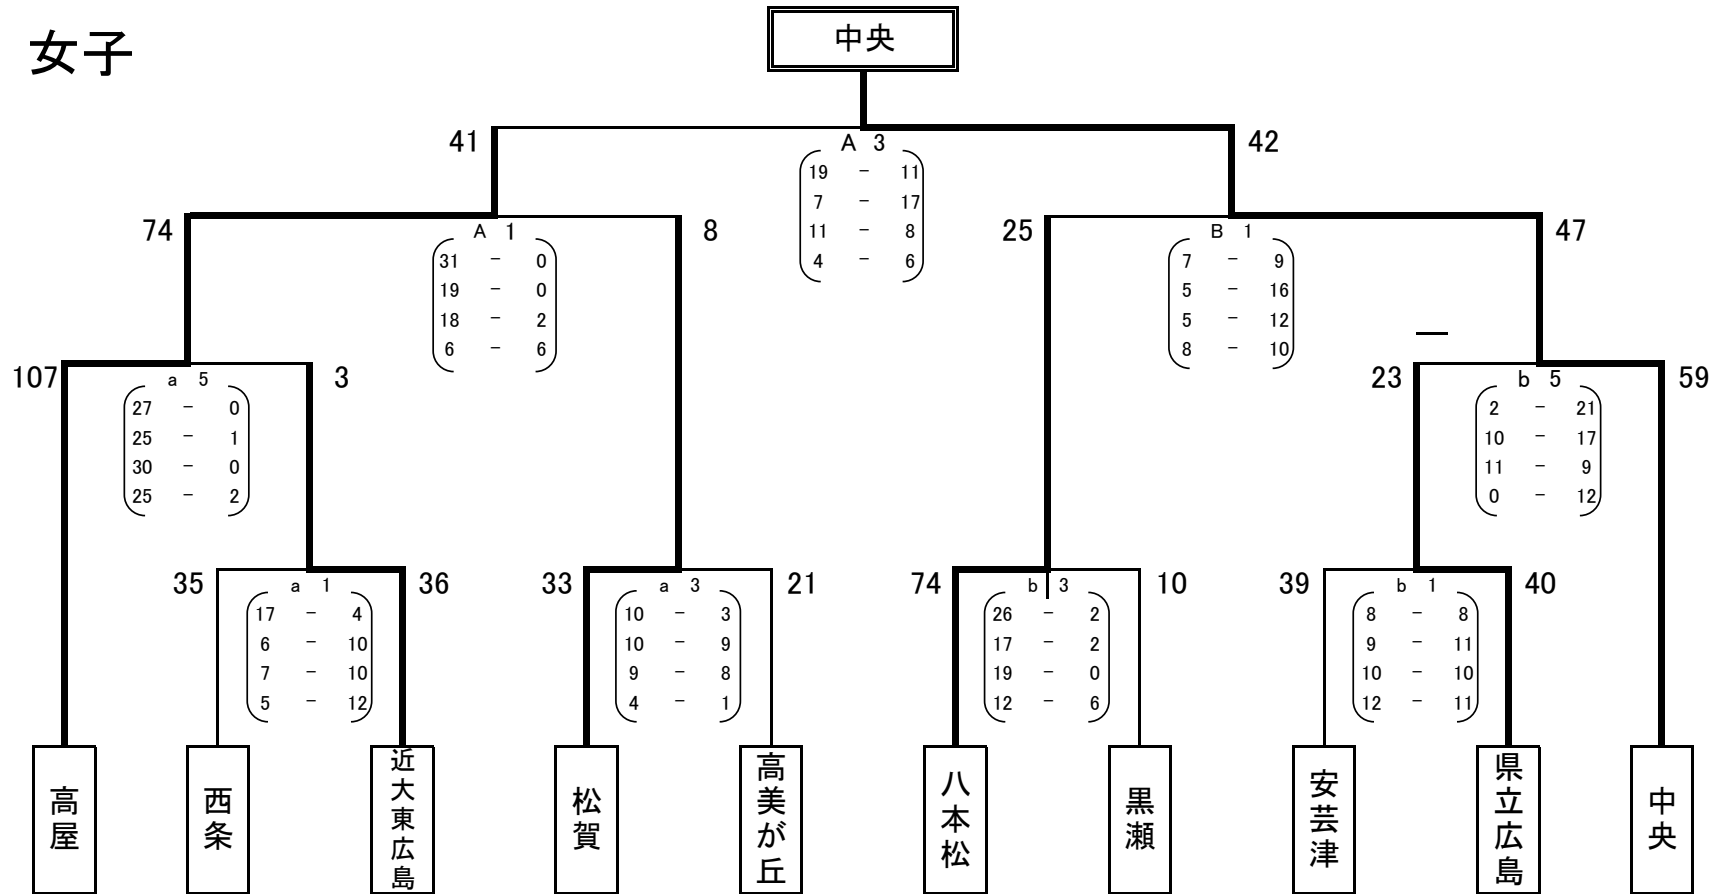 女子
中央
41
42
A 3
19 - 11
7 - 17
11 - 8
4 - 6
74
8
A 1
31 - 0
19 - 0
18 - 2
6 - 6
25
47
B 1
7 - 9
5 - 16
5 - 12
8 - 10
107
3
a 5
27 - 0
25 - 1
30 - 0
25 - 2
23
59
b 5
2 - 21
10 - 17
11 - 9
0 - 12
35
36
a 1
17 - 4
6 - 10
7 - 10
5 - 12
33
21
a 3
10 - 3
10 - 9
9 - 8
4 - 1
74
10
b 3
26 - 2
17 - 2
19 - 0
12 - 6
39
40
b 1
8 - 8
9 - 11
10 - 10
12 - 11
高屋
西条
近大東広島
松賀
高美が丘
八本松
黒瀬
安芸津
県立広島
中央